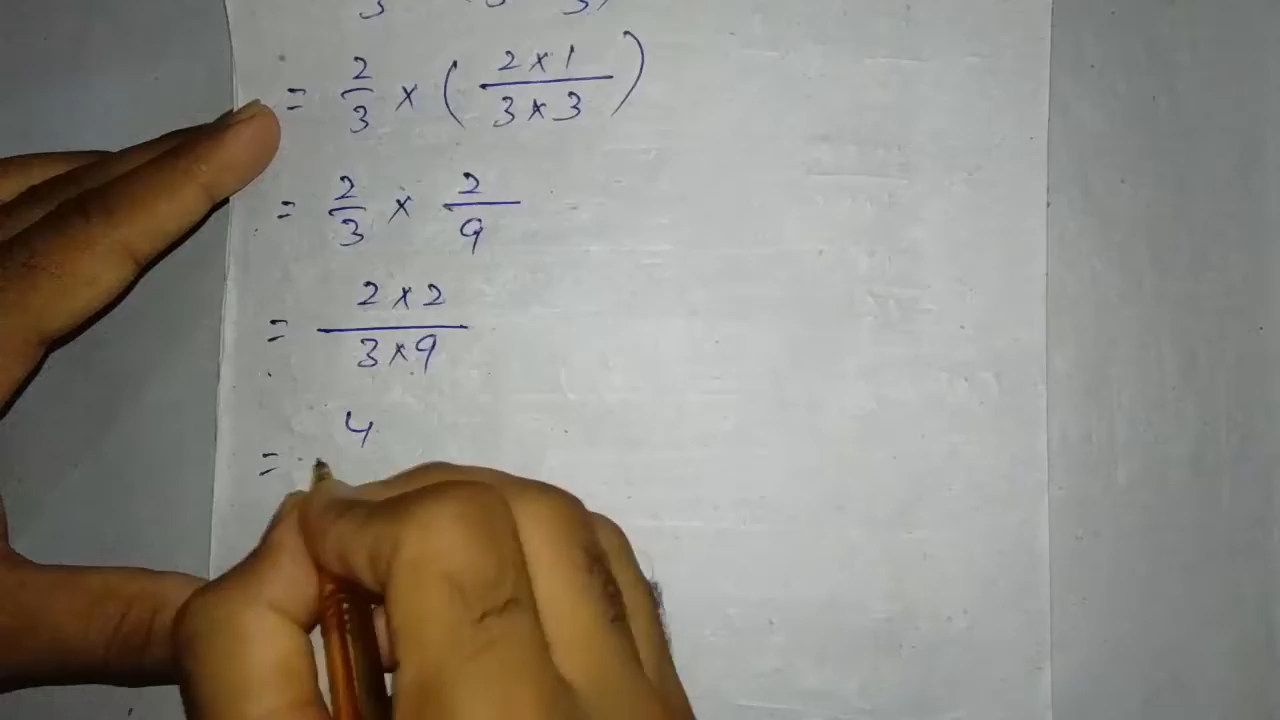 = 2/3 × ( 2 × 1 / 3 × 3 )
= 2/3 × 2/9
= 2 × 2 / 3 × 9
= 4